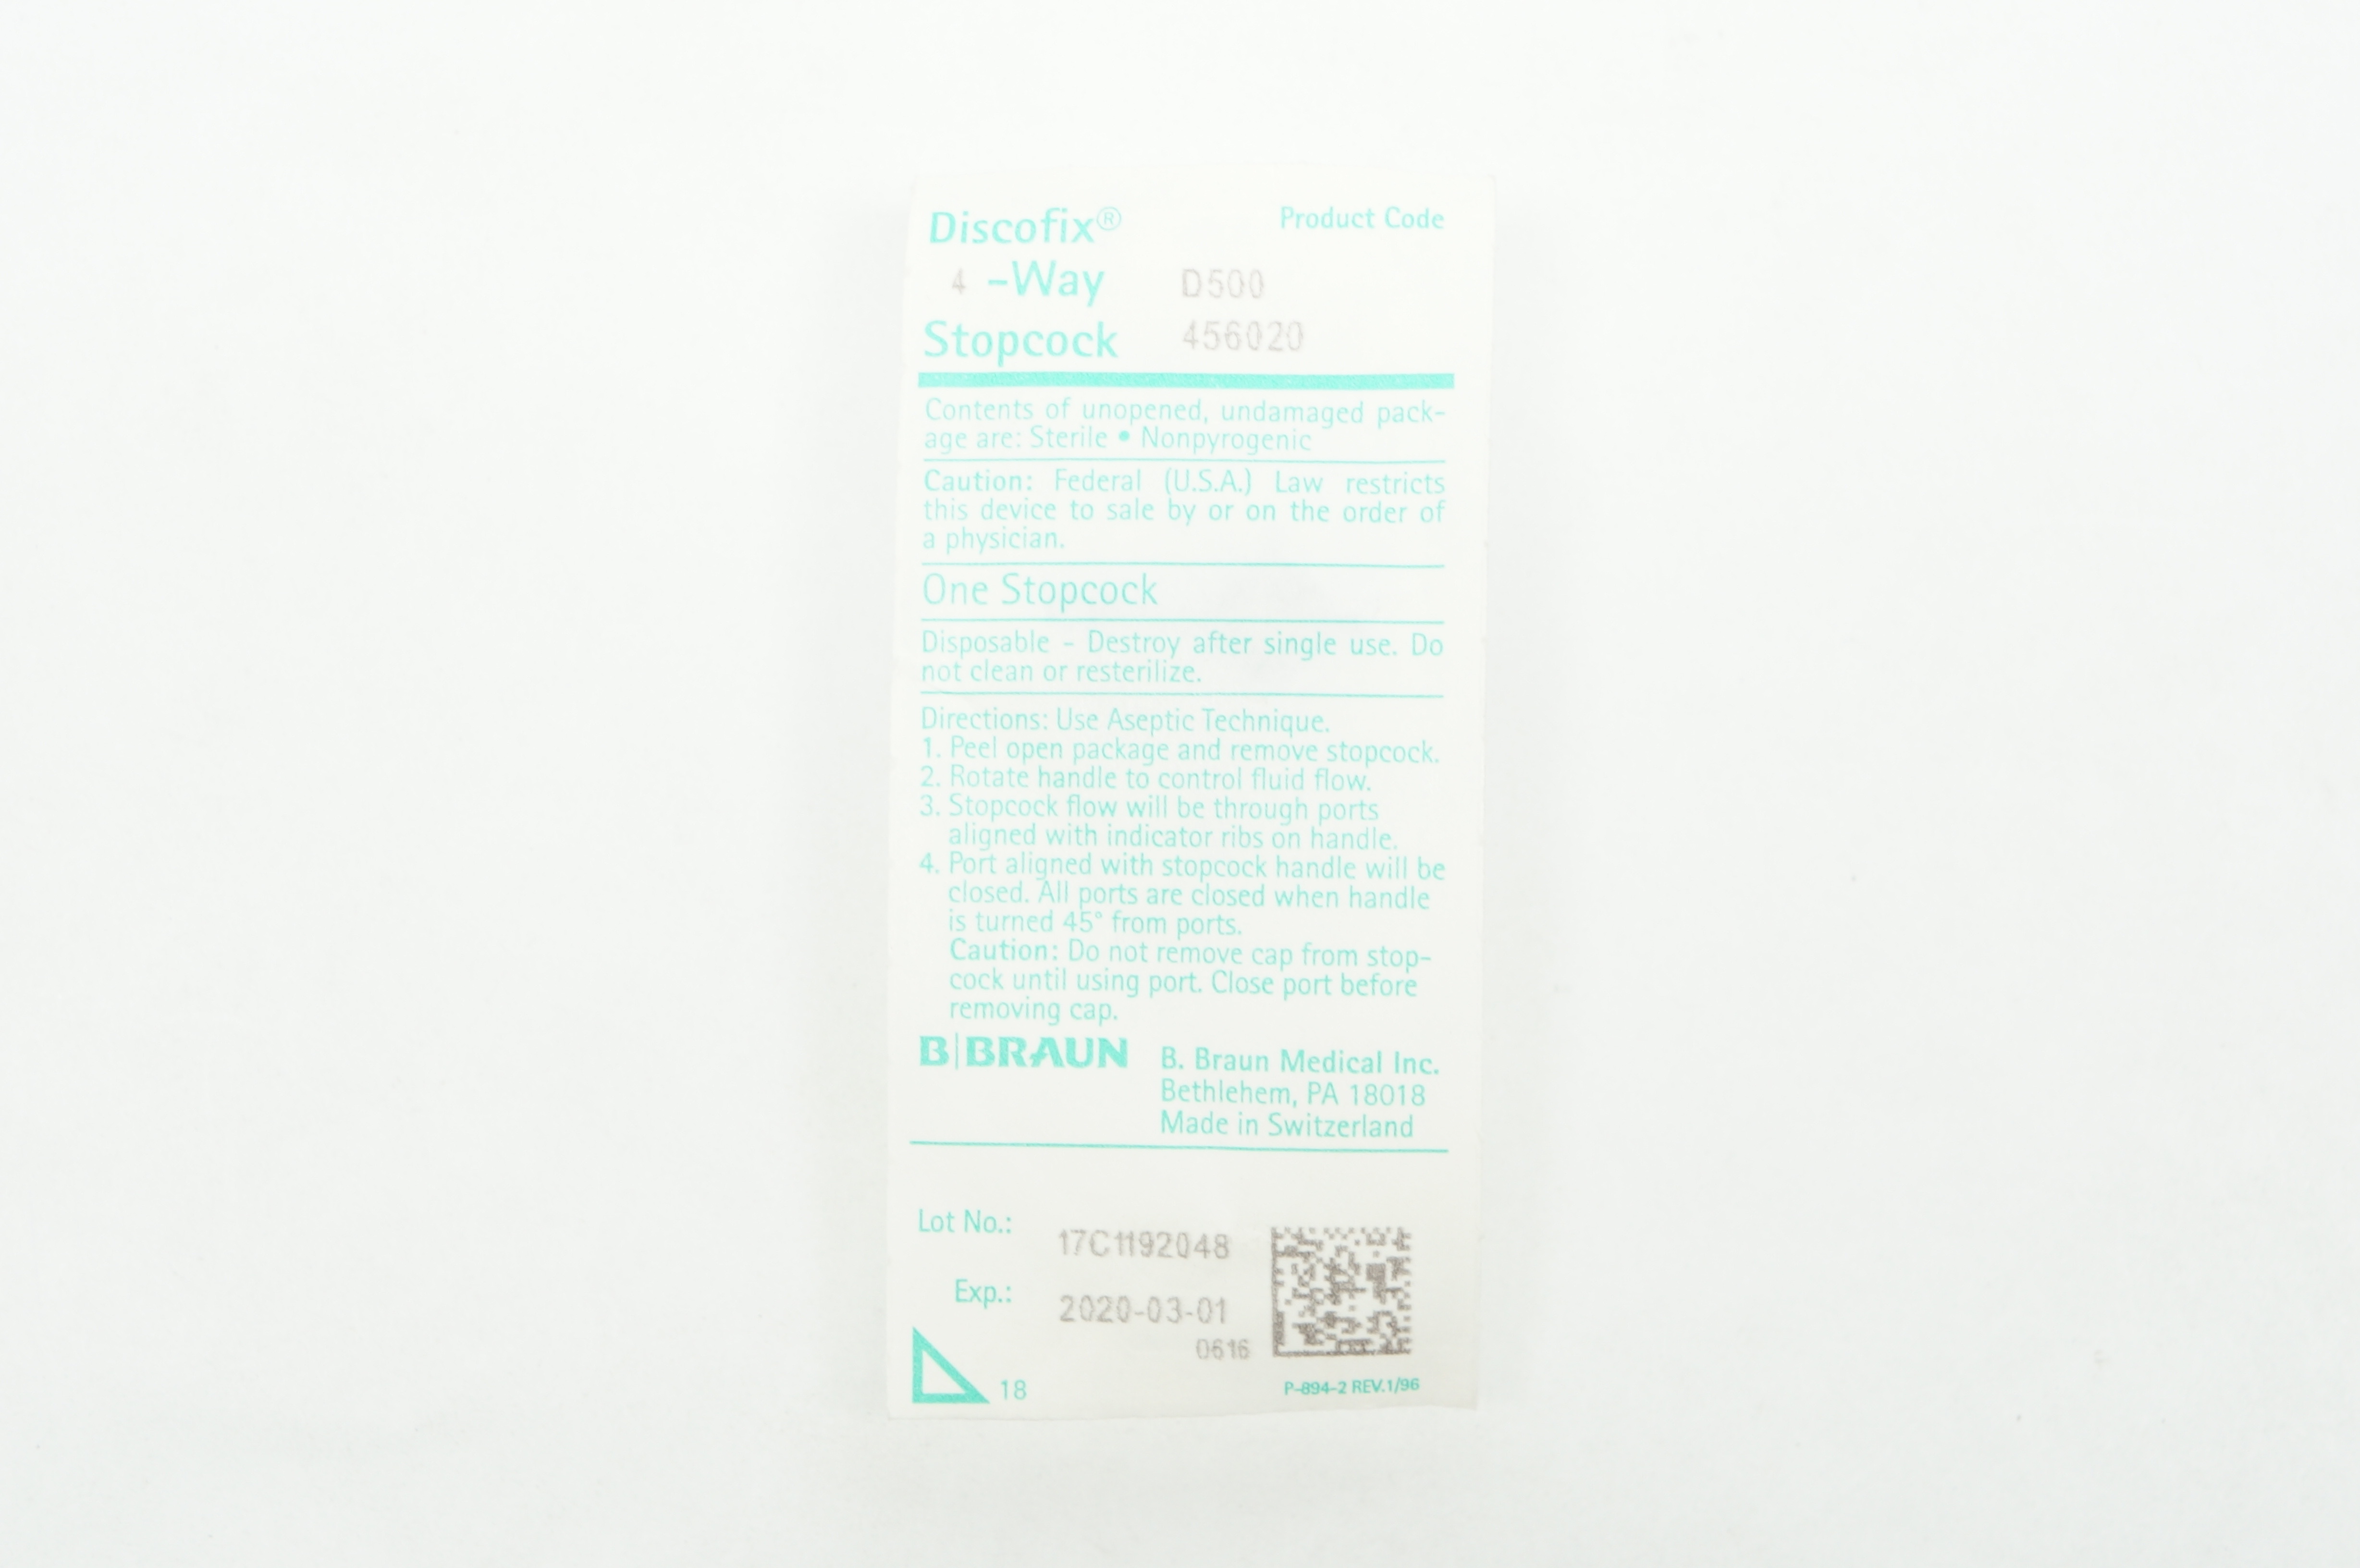 Discofix® Product Code
4 -Way D500
Stopcock 456020
Contents of unopened, undamaged pack-
age are: Sterile • Nonpyrogenic
Caution: Federal (U.S.A.) Law restricts
this device to sale by or on the order of
a physician.
One Stopcock
Disposable - Destroy after single use. Do
not clean or resterilize.
Directions: Use Aseptic Technique.
1. Peel open package and remove stopcock.
2. Rotate handle to control fluid flow.
3. Stopcock flow will be through ports
aligned with indicator ribs on handle.
4. Port aligned with stopcock handle will be
closed. All ports are closed when handle
is turned 45° from ports.
Caution: Do not remove cap from stop-
cock until using port. Close port before
removing cap.
B|BRAUN B. Braun Medical Inc.
Bethlehem, PA 18018
Made in Switzerland
Lot No.: 17C1192048
Exp.: 2020-03-01
0616
18 P-894-2 REV.1/96